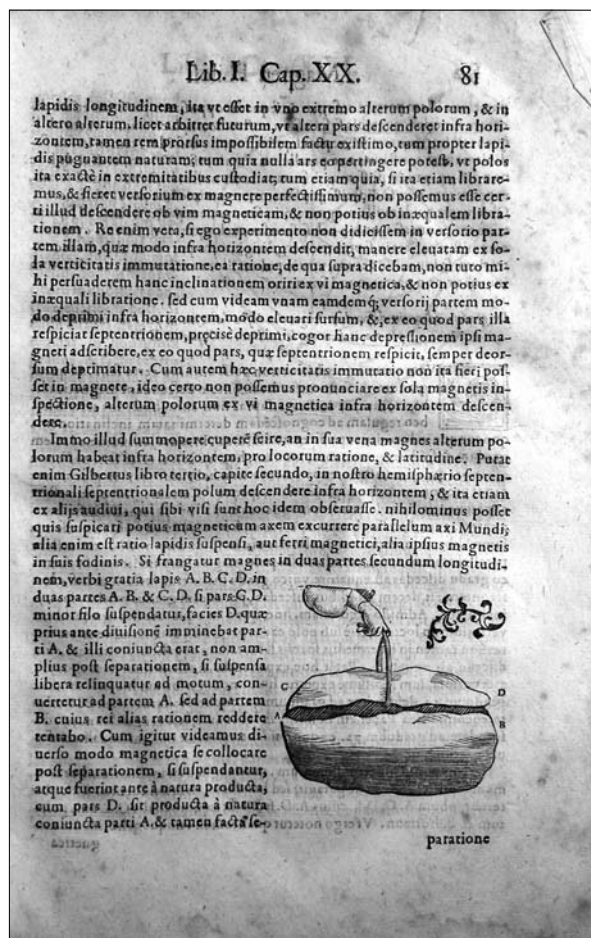 Lib. I. Cap. XX. 81
lapidis longitudinem, ita vt esset in vno extremo alterum polorum, & in
altero alterum. licet arbitrer futurum, vt altera pars descenderet infra hori-
zontem, tamen rem prorsus impossibilem factu existimo, tum propter lapi-
dis pugnantem naturam; tum quia nulla ars eo pertingere potest, vt polos
ita exactè in extremitatibus custodiat; tum etiam quia, si ita etiam librare-
mus, & fieret versorium ex magnete perfectissimum, non possemus esse cer-
ti illud descendere ob vim magneticam, & non potius ob inæqualem libra-
tionem. Re enim vera, si ego experimento non didicissem in versorio par-
tem illam, quæ modo infra horizontem descendit, manere eleuatam ex so-
la verticitatis immutatione, ea ratione, de qua supra dicebam, non tuto mi-
hi persuaderem hanc inclinationem oriri ex vi magnetica, & non potius ex
inæquali libratione. sed cum videam vnam eamdemq; versorij partem mo-
do deprimi infra horizontem, modo eleuari sursum, &, ex eo quod pars illa
respiciat septentrionem, pręcisè deprimi, cogor hanc depressionem ipsi ma-
gneti adscribere, ex eo quod pars, quæ septentrionem respicit, semper deor-
sum deprimatur. Cum autem hæc verticitatis immutatio non ita fieri pos-
set in magnete, ideo certo non possemus pronunciare ex sola magnetis in-
spectione, alterum polorum ex vi magnetica infra horizontem descen-
dere.
Immo illud summopere cuperē scire, an in sua vena magnes alterum po-
lorum habeat infra horizontem, pro locorum ratione, & latitudine. Putat
enim Gilbertus libro tertio, capite secundo, in nostro hemisphærio septen-
trionali septentrionalem polum descendere infra horizontem, & ita etiam
ex alijs audiui, qui sibi visi sunt hoc idem obseruasse. nihilominus posset
quis suspicari potius magneticum axem excurrere parallelum axi Mundi;
alia enim est ratio lapidis suspensi, aut ferri magnetici, alia ipsius magnetis
in suis fodinis. Si frangatur magnes in duas partes secundum longitudi-
nem, verbi gratia lapis A. B. C. D. in
duas partes A. B. & C. D. si pars C. D.
minor filo suspendatur, facies D. quæ
prius ante diuisionē imminebat par-
ti A. & illi coniuncta erat, non am-
plius post separationem, si suspensa
libera relinquatur ad motum, con-
uertetur ad partem A. sed ad partem
B. cuius rei alias rationem reddere
tentabo. Cum igitur videamus di-
uerso modo magnetica se collocare
post separationem, si suspendantur,
atque fuerint ante à natura producta,
cum pars D. sit producta à natura
coniuncta parti A. & tamen facta se-
paratione
C
D
A
B